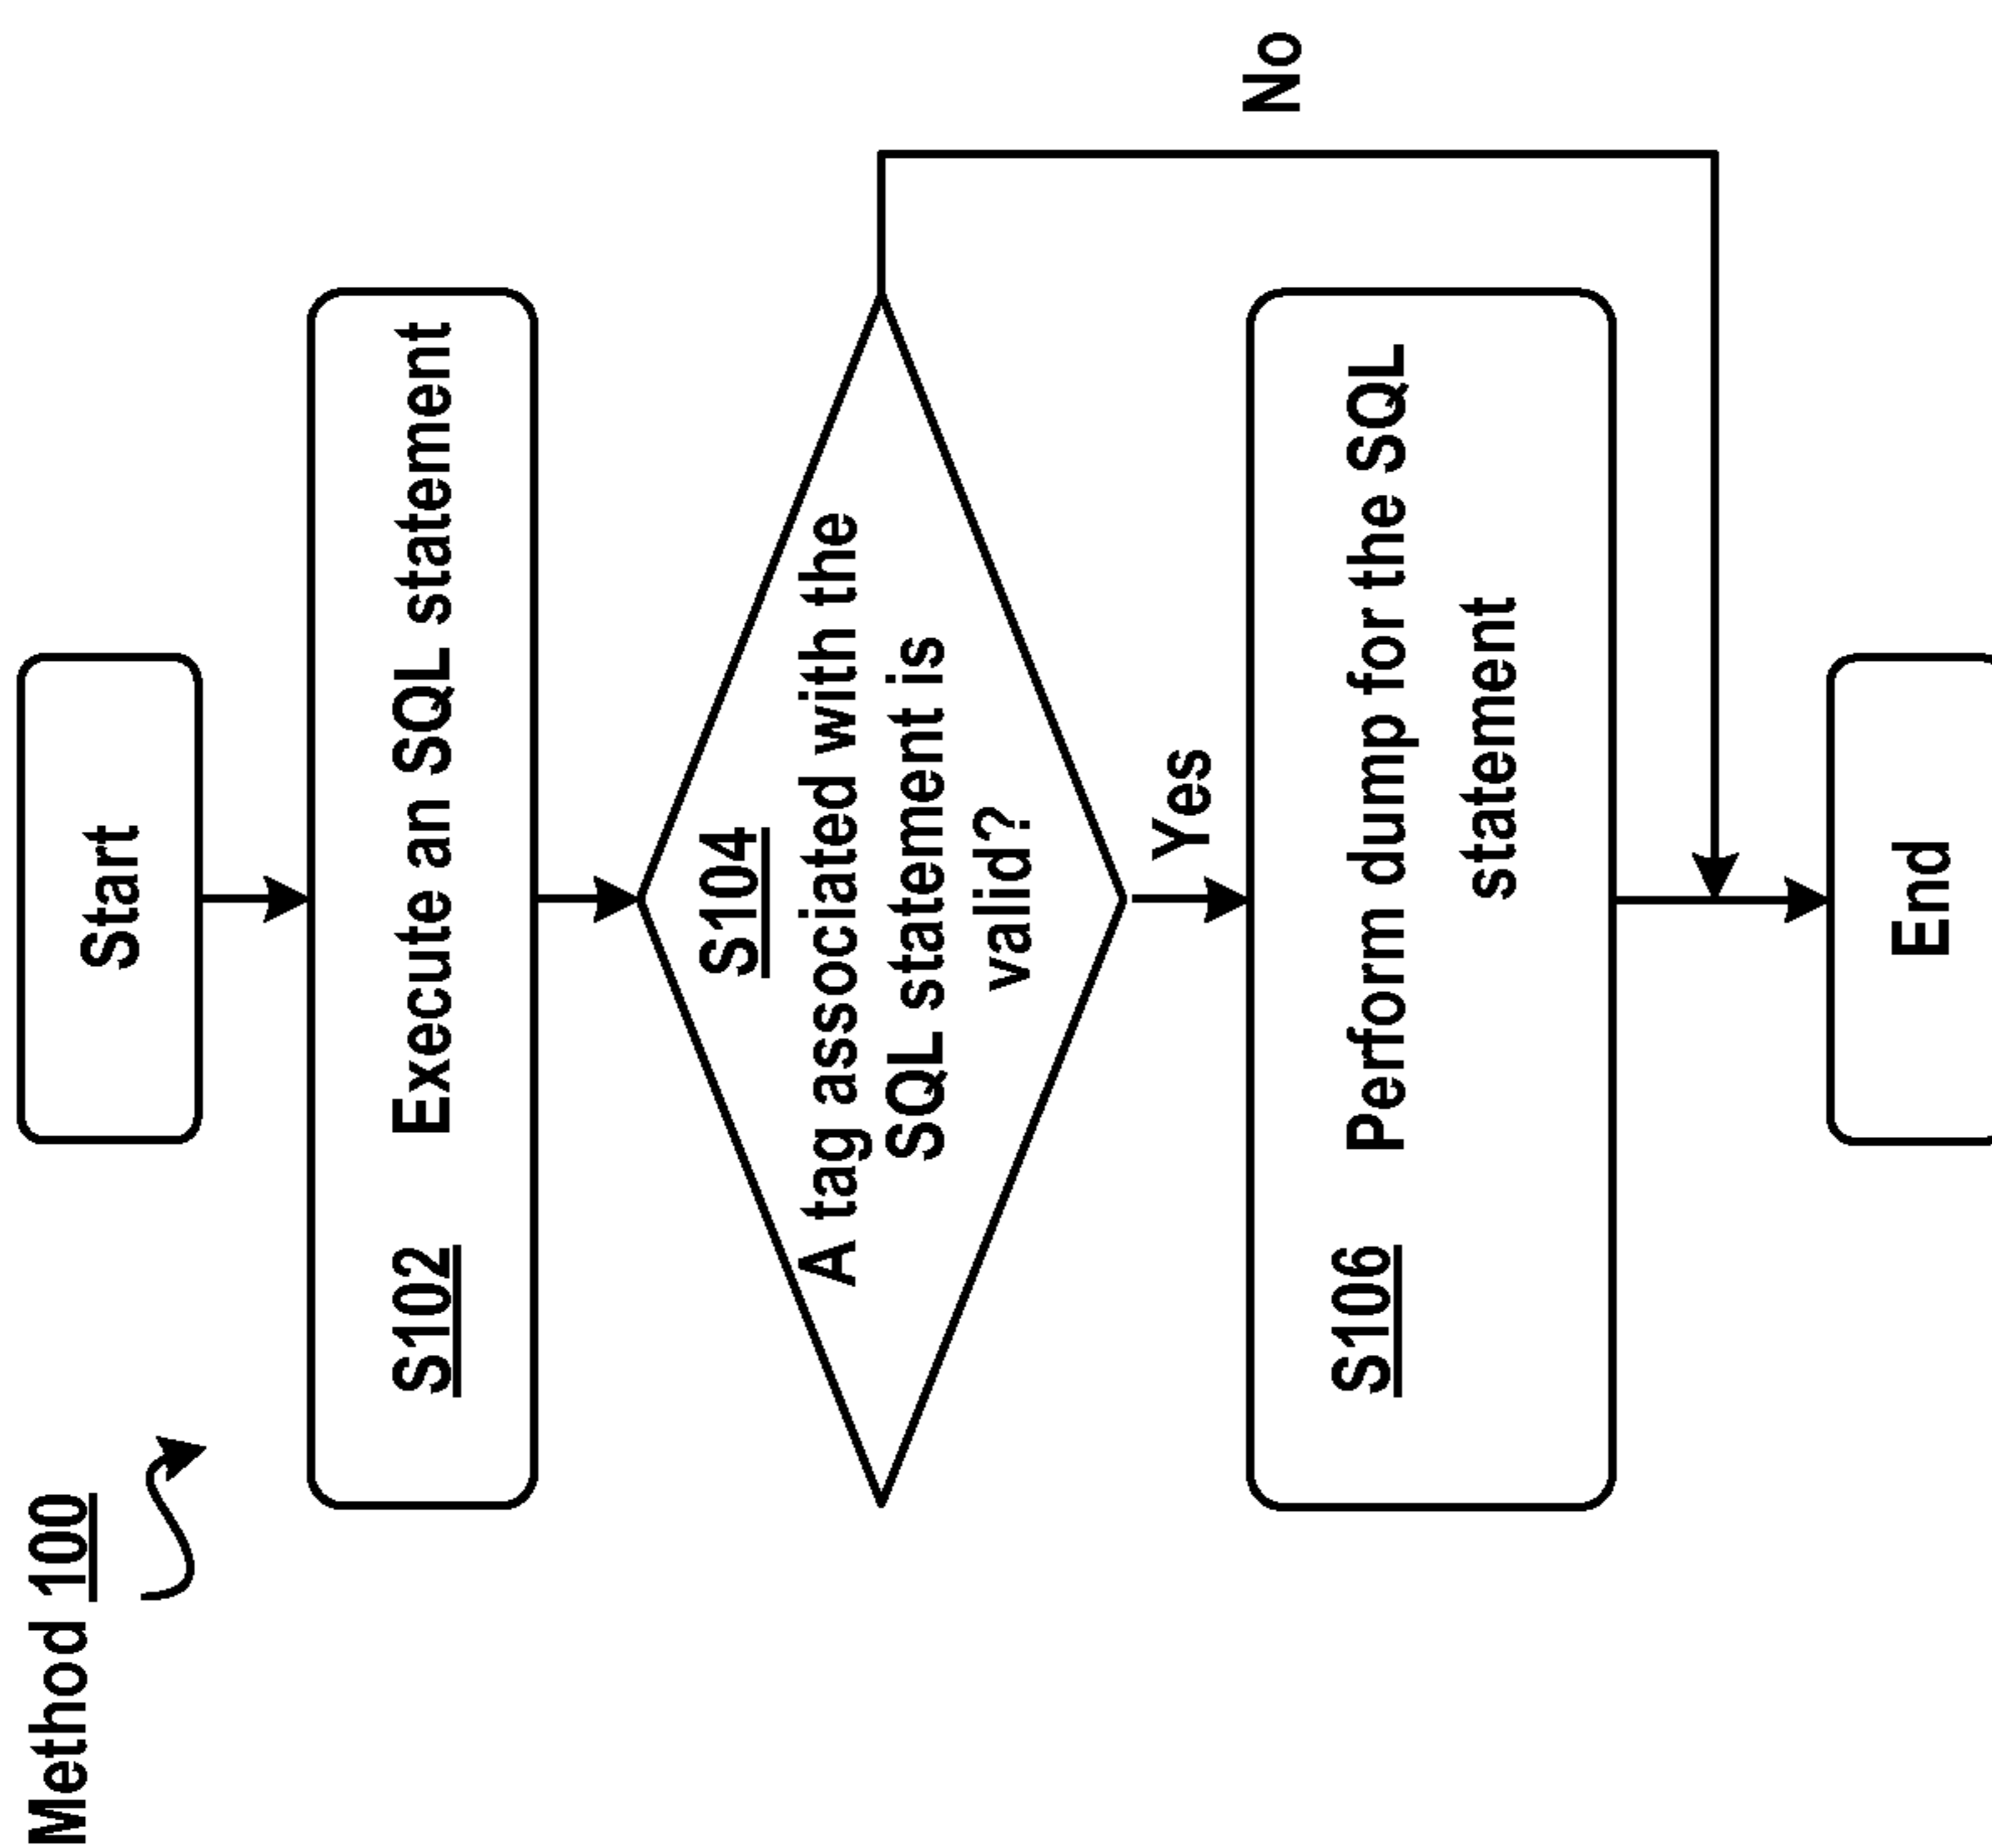 Method 100
Start
S102 Execute an SQL statement
S104
A tag associated with the
SQL statement is
valid?
Yes
No
S106 Perform dump for the SQL
statement
End